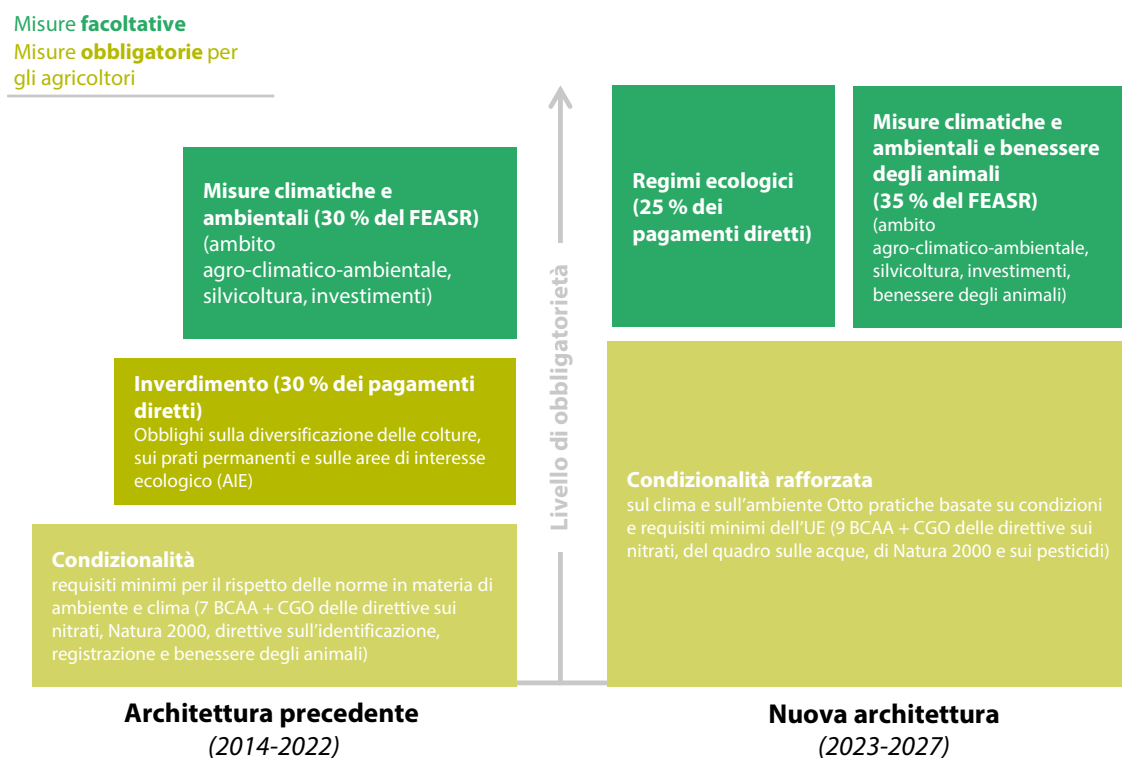 Misure facoltative
Misure obbligatorie per
gli agricoltori
Misure climatiche e
ambientali (30 % del FEASR)
(ambito
agro-climatico-ambientale,
silvicoltura, investimenti)
Inverdimento (30 % dei pagamenti
diretti)
Obblighi sulla diversificazione delle colture,
sui prati permanenti e sulle aree di interesse
ecologico (AIE)
Condizionalità
requisiti minimi per il rispetto delle norme in materia di
ambiente e clima (7 BCAA + CGO delle direttive sui
nitrati, Natura 2000, direttive sull'identificazione,
registrazione e benessere degli animali)
Architettura precedente
(2014-2022)
Livello di obbligatorietà
Regimi ecologici
(25 % dei
pagamenti diretti)
Misure climatiche e
ambientali e benessere
degli animali
(35 % del FEASR)
(ambito
agro-climatico-ambientale,
silvicoltura, investimenti,
benessere degli animali)
Condizionalità rafforzata
sul clima e sull'ambiente Otto pratiche basate su condizioni
e requisiti minimi dell'UE (9 BCAA + CGO delle direttive sui
nitrati, del quadro sulle acque, di Natura 2000 e sui pesticidi)
Nuova architettura
(2023-2027)